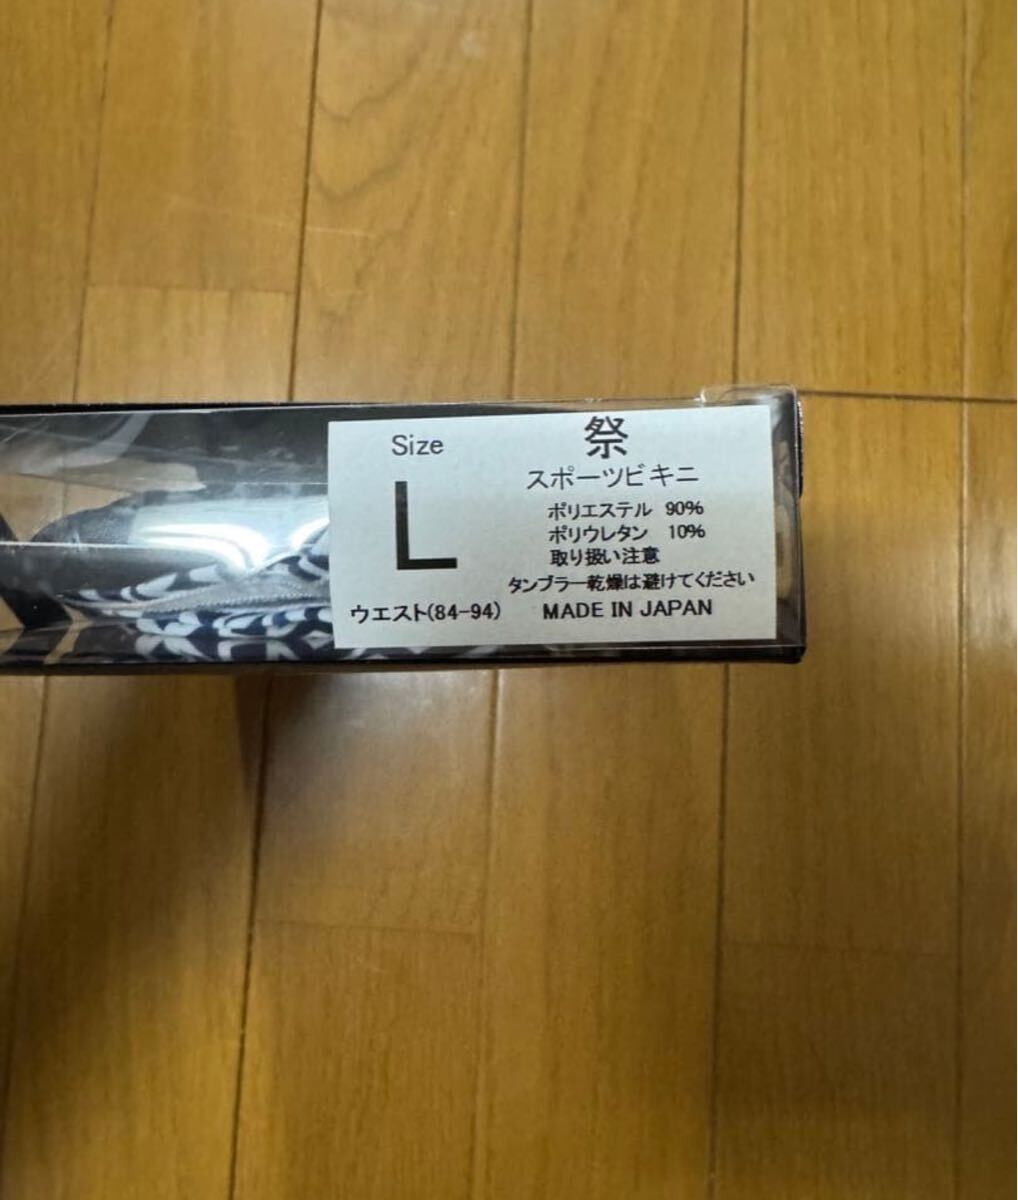 Size
L
ウエスト(84-94)
祭
スポーツビキニ
ポリエステル 90%
ポリウレタン 10%
取り扱い注意
タンブラー乾燥は避けてください
MADE IN JAPAN